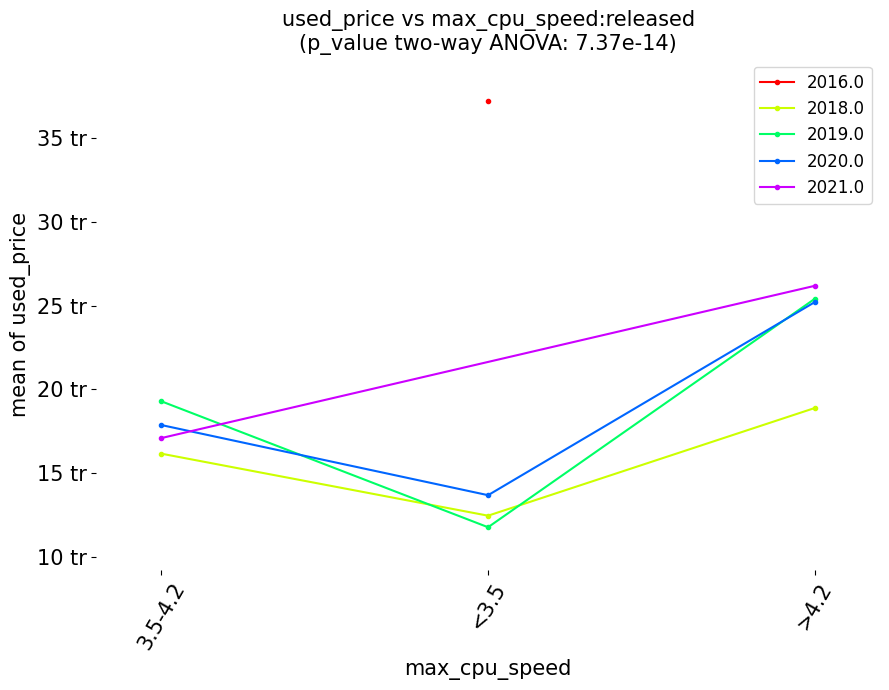 used_price vs max_cpu_speed:released
(p_value two-way ANOVA: 7.37e-14)
2016.0
2018.0
2019.0
2020.0
2021.0
35 tr
30 tr
25 tr
20 tr
15 tr
10 tr
mean of used_price
3.5-4.2
<3.5
>4.2
max_cpu_speed